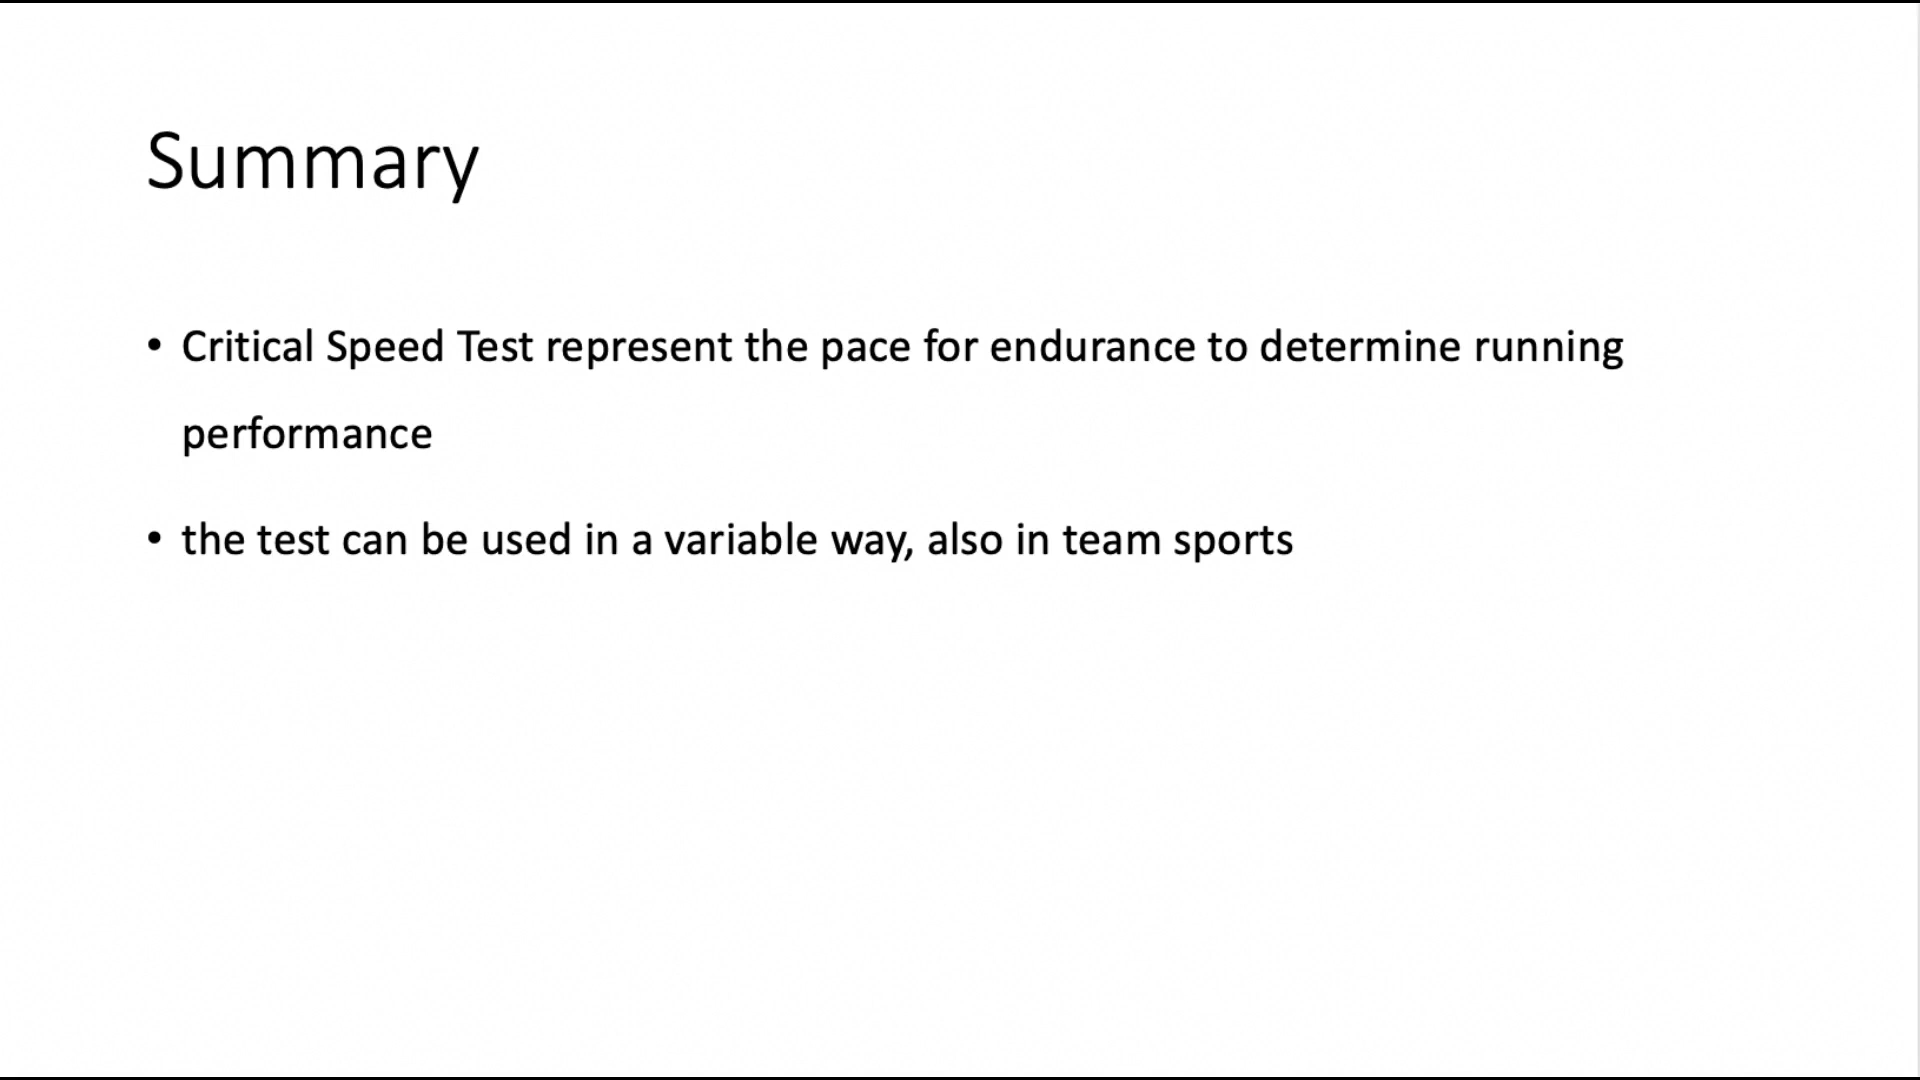 Summary
• Critical Speed Test represent the pace for endurance to determine running
performance
• the test can be used in a variable way, also in team sports